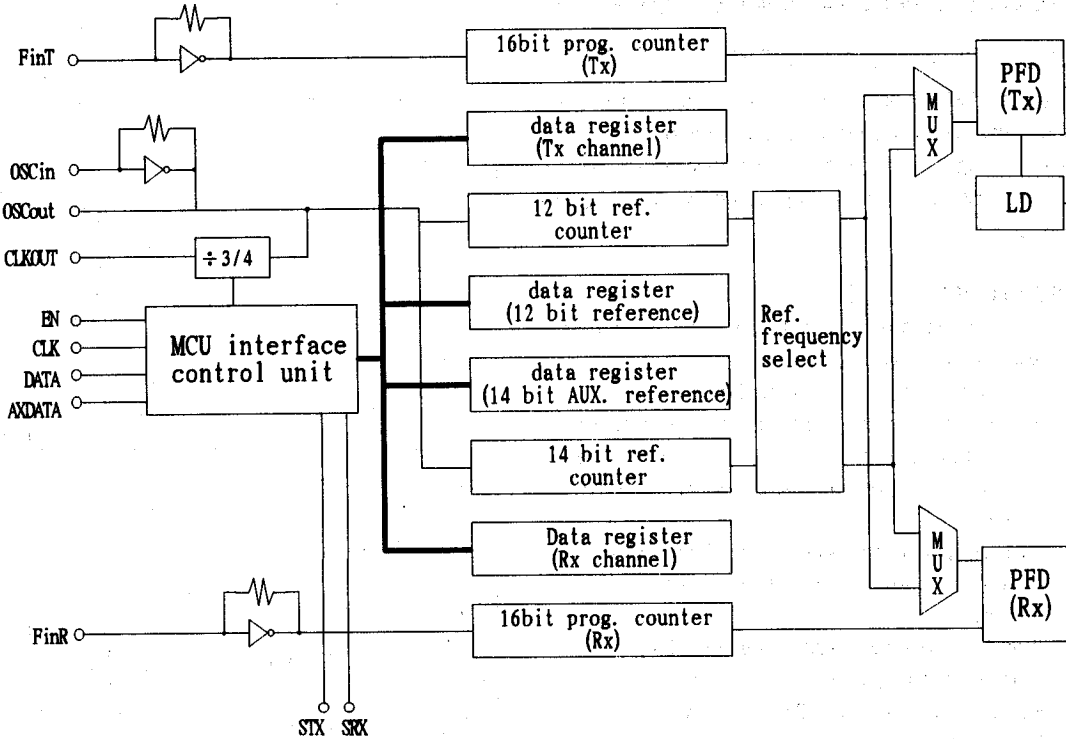 FinT
16bit prog. counter
(Tx)
PFD
(Tx)
MUX
data register
(Tx channel)
OSCin
OSCout
12 bit ref.
counter
LD
CLKOUT
÷3/4
EN
CLK
DATA
AXDATA
MCU interface
control unit
data register
(12 bit reference)
Ref.
frequency
select
data register
(14 bit AUX. reference)
14 bit ref.
counter
Data register
(Rx channel)
MUX
PFD
(Rx)
FinR
16bit prog. counter
(Rx)
STX
SRX